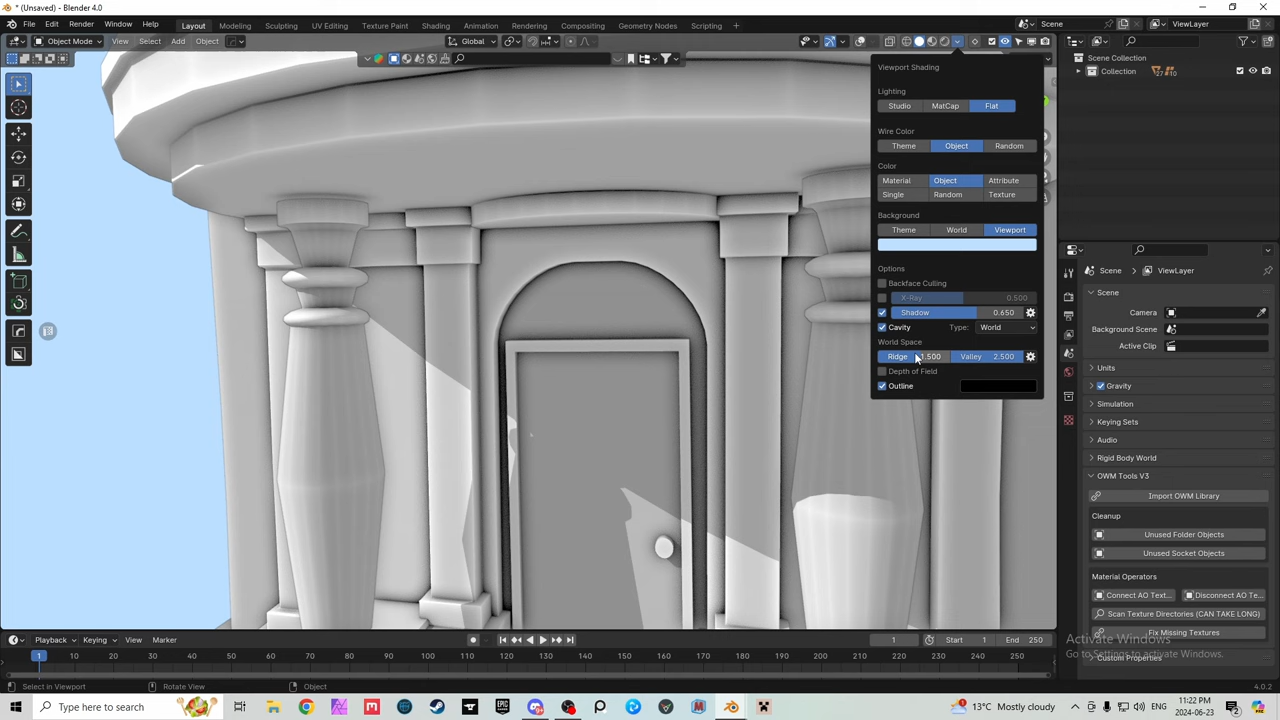 * (Unsaved) - Blender 4.0
File Edit Render Window Help Layout Modeling Sculpting UV Editing Texture Paint Shading Animation Rendering Compositing Geometry Nodes Scripting + Scene ViewLayer
Object Mode View Select Add Object Global
Viewport Shading
Lighting
Studio MatCap Flat
Wire Color
Theme Object Random
Color
Material Object Attribute
Single Random Texture
Background
Theme World Viewport
Options
Backface Culling
X-Ray 0.500
Shadow 0.650
Cavity Type: World
World Space
Ridge 1.500 Valley 2.500
Depth of Field
Outline
Scene Collection
Collection 27 10
Scene ViewLayer
Scene
Camera
Background Scene
Active Clip
Units
Gravity
Simulation
Keying Sets
Audio
Rigid Body World
OWM Tools V3
Import OWM Library
Cleanup
Unused Folder Objects
Unused Socket Objects
Material Operators
Connect AO Text... Disconnect AO Te...
Scan Texture Directories (CAN TAKE LONG)
Fix Missing Textures
Custom Properties
Activate Windows
Go to Settings to activate Windows.
Playback Keying View Marker 1 Start 1 End 250
1 10 20 30 40 50 60 70 80 90 100 110 120 130 140 150 160 170 180 190 200 210 220 230 240 250
Select in Viewport Rotate View Object 4.0.2
Type here to search 13°C Mostly cloudy 11:22 PM
2024-06-23